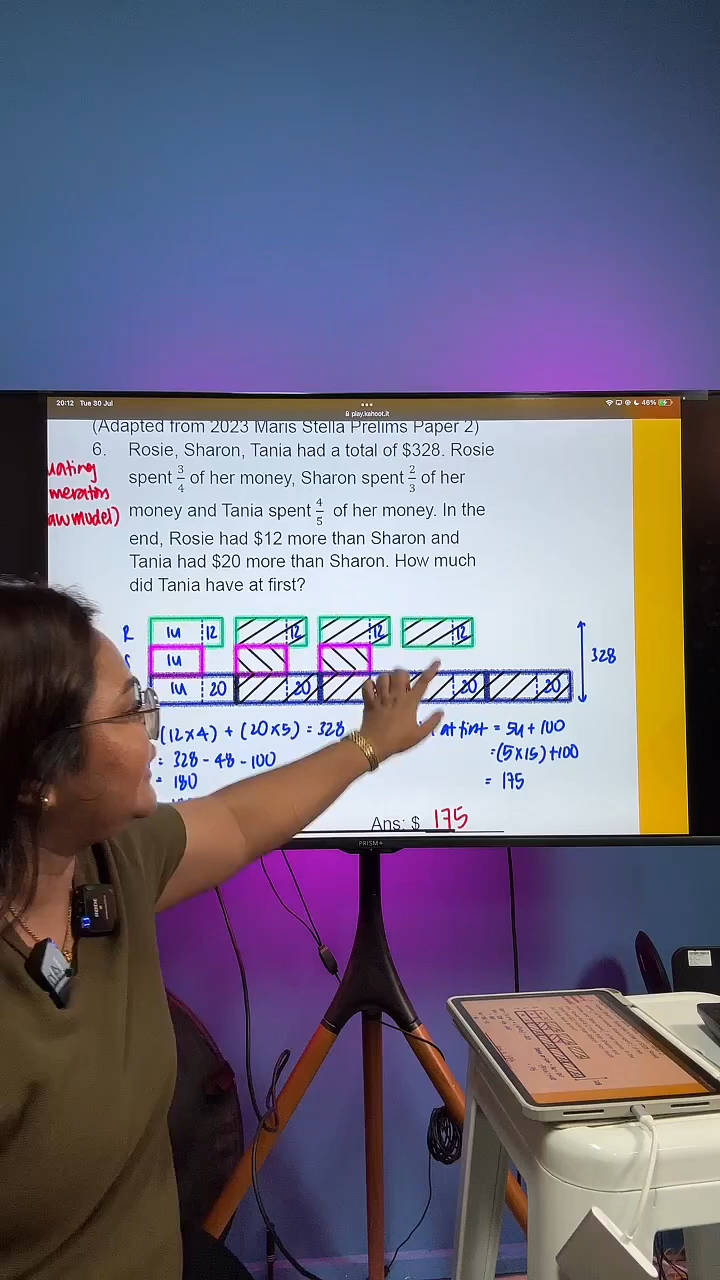 20:12 Tue 30 Jul
46%
play.kahoot.it
(Adapted from 2023 Maris Stella Prelims Paper 2)
6. Rosie, Sharon, Tania had a total of $328. Rosie
spent 3/4 of her money, Sharon spent 2/3 of her
money and Tania spent 4/5 of her money. In the
end, Rosie had $12 more than Sharon and
Tania had $20 more than Sharon. How much
did Tania have at first?
R 1u 12 12 12 12
1u
1u 20 20 20 20
328
(12×4) + (20×5) = 328
= 328 - 48 - 100
= 180
at first = 5u + 100
= (5×15) + 100
= 175
Ans: $ 175
PRISM+